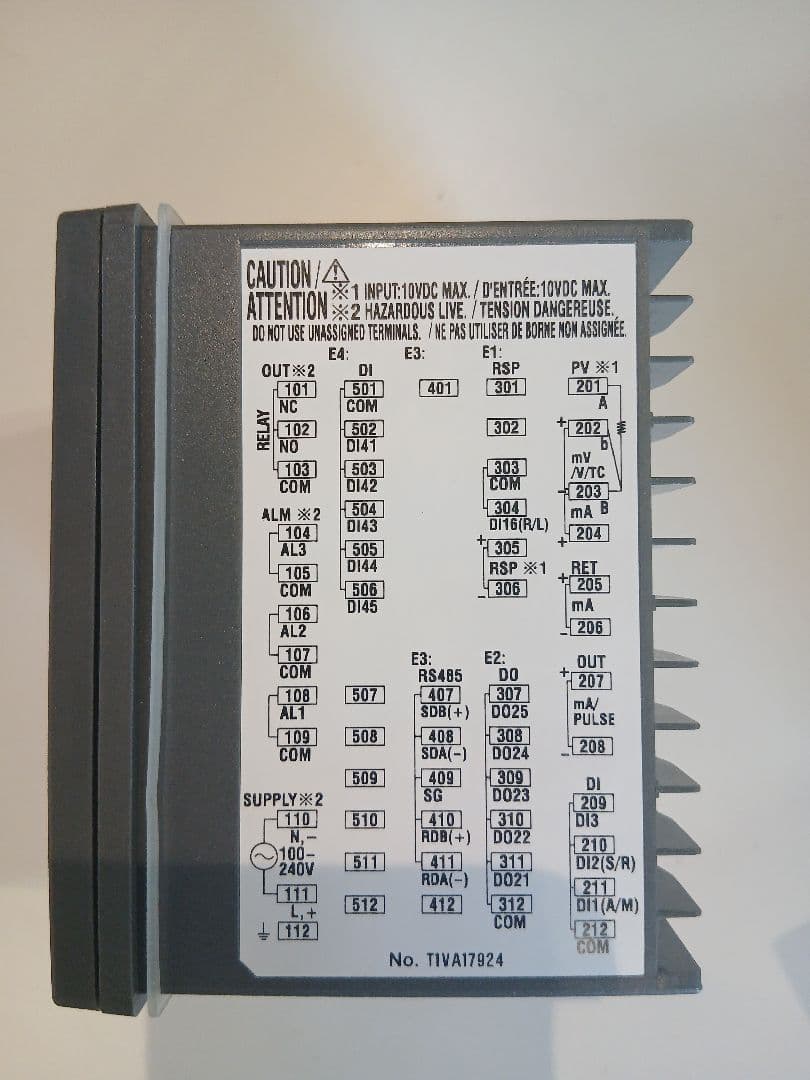 CAUTION/⚠
ATTENTION
※1 INPUT:10VDC MAX. / D'ENTRÉE:10VDC MAX.
※2 HAZARDOUS LIVE. / TENSION DANGEREUSE.
DO NOT USE UNASSIGNED TERMINALS. / NE PAS UTILISER DE BORNE NON ASSIGNÉE.
OUT※2
RELAY
101
NC
102
NO
103
COM
ALM ※2
104
AL3
105
COM
106
AL2
107
COM
108
AL1
109
COM
SUPPLY※2
110
N,-
100-
240V
111
L,+
112
E4:
DI
501
COM
502
DI41
503
DI42
504
DI43
505
DI44
506
DI45
507
508
509
510
511
512
E3:
401
E3:
RS485
407
SDB(+)
408
SDA(-)
409
SG
410
RDB(+)
411
RDA(-)
412
E1:
RSP
301
302
303
COM
304
DI16(R/L)
+
305
RSP ※1
-
306
E2:
DO
307
DO25
308
DO24
309
DO23
310
DO22
311
DO21
312
COM
PV ※1
201
A
+
202
b
mV
/V/TC
-
203
mA B
+
204
RET
+
205
mA
-
206
OUT
+
207
mA/
PULSE
-
208
DI
209
DI3
210
DI2(S/R)
211
DI1(A/M)
212
COM
No. T1VA17924